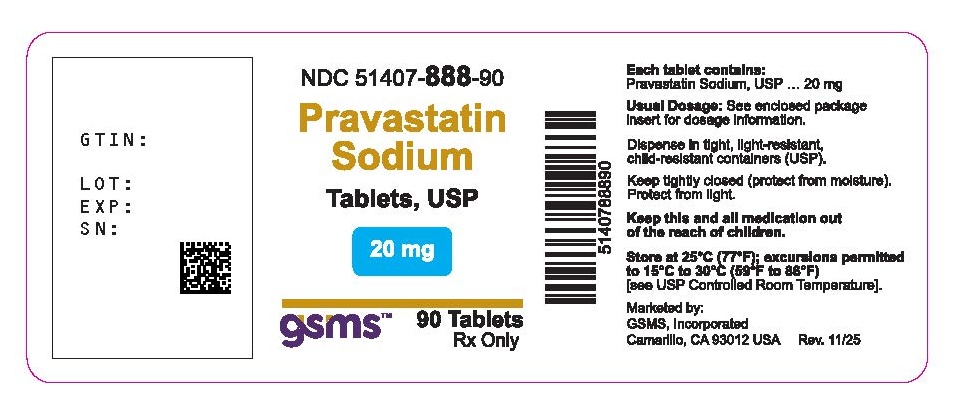 GTIN:
LOT:
EXP:
SN:
NDC 51407-888-90
Pravastatin
Sodium
Tablets, USP
20 mg
gsms™
90 Tablets
Rx Only
5140788890
Each tablet contains:
Pravastatin Sodium, USP ... 20 mg
Usual Dosage: See enclosed package
insert for dosage information.
Dispense in tight, light-resistant,
child-resistant containers (USP).
Keep tightly closed (protect from moisture).
Protect from light.
Keep this and all medication out
of the reach of children.
Store at 25°C (77°F); excursions permitted
to 15°C to 30°C (59°F to 86°F)
[see USP Controlled Room Temperature].
Marketed by:
GSMS, Incorporated
Camarillo, CA 93012 USA Rev. 11/25